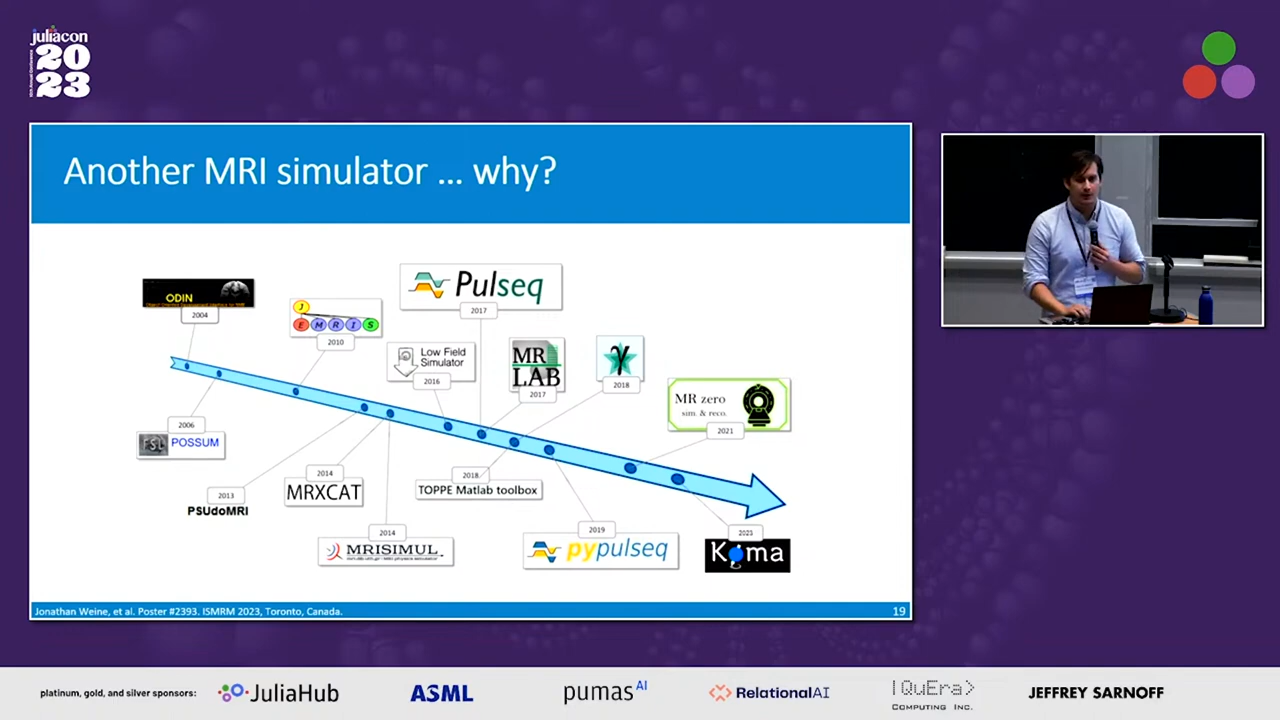 juliacon
20
23
Another MRI simulator ... why?
ODIN
2004
J
E M R I S
2010
Pulseq
2017
Low Field
Simulator
2016
MR
LAB
2017
γ
2018
MR zero
sim. & reco.
2021
2006
FSL POSSUM
2013
PSUdoMRI
2014
MRXCAT
2014
MRISIMUL
2018
TOPPE Matlab toolbox
2019
pypulseq
2023
Koma
Jonathan Weine, et al. Poster #2393. ISMRM 2023, Toronto, Canada.
19
platinum, gold, and silver sponsors:
JuliaHub
ASML
pumas AI
RelationalAI
|QuEra>
COMPUTING INC.
JEFFREY SARNOFF